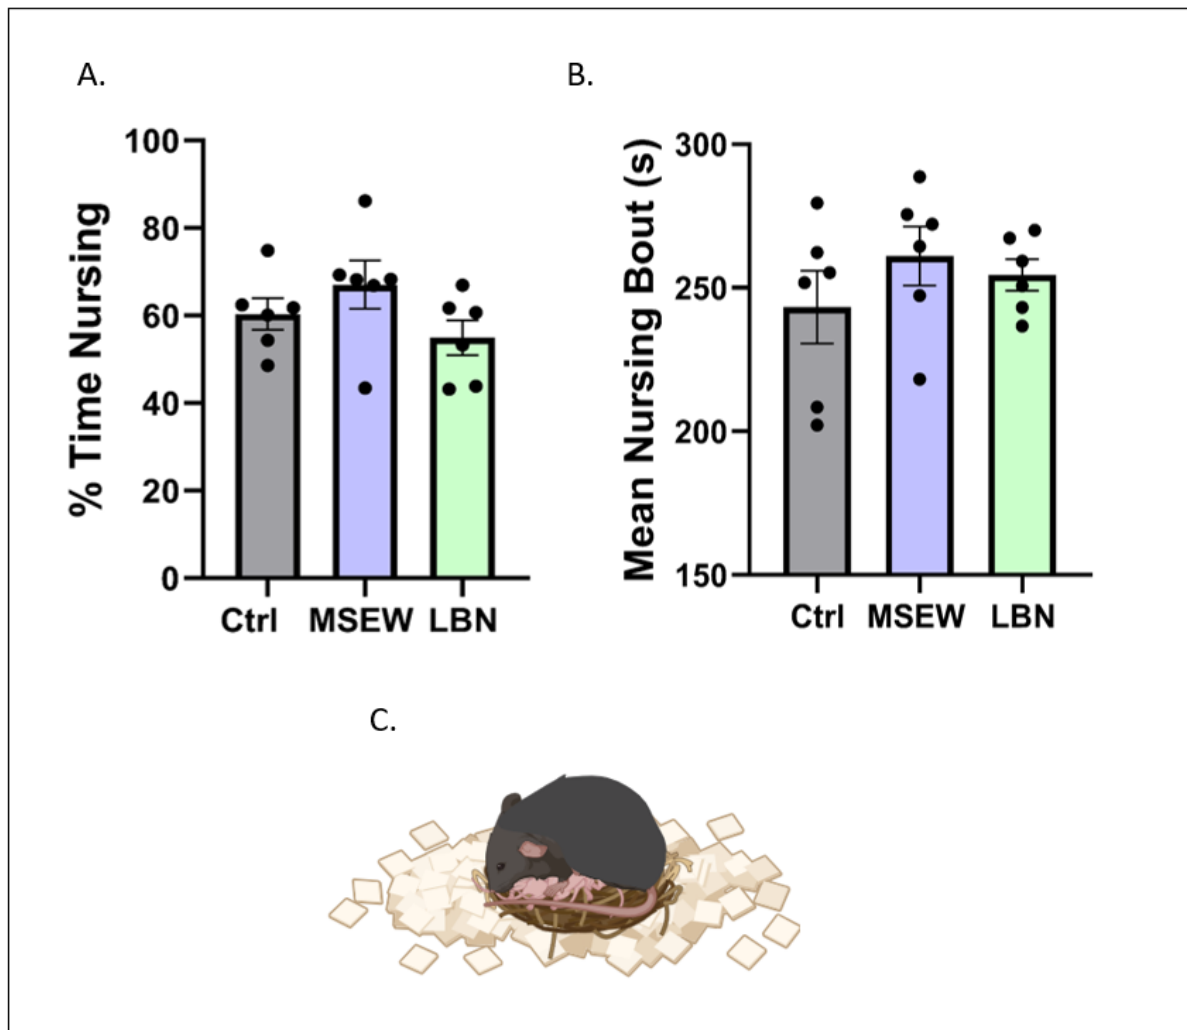 A.
B.
% Time Nursing
100
80
60
40
20
0
Ctrl MSEW LBN
Mean Nursing Bout (s)
300
250
200
150
Ctrl MSEW LBN
C.